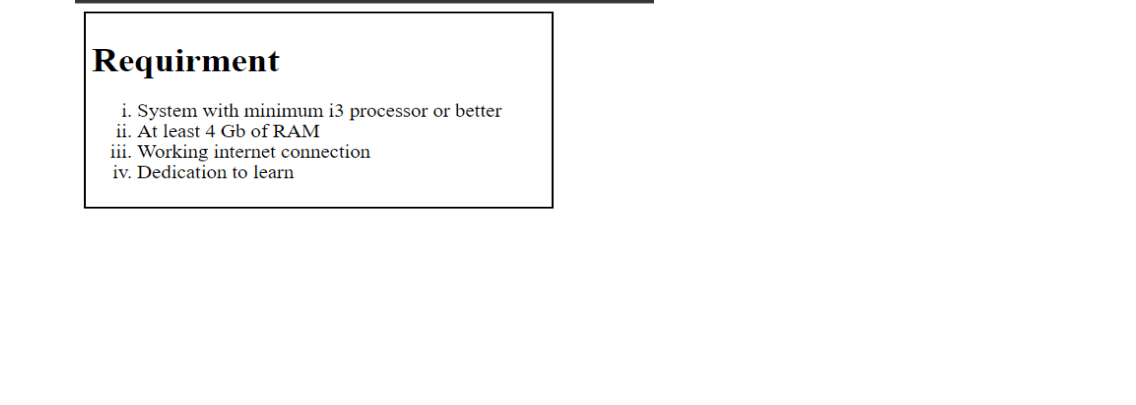 Requirment
i. System with minimum i3 processor or better
ii. At least 4 Gb of RAM
iii. Working internet connection
iv. Dedication to learn